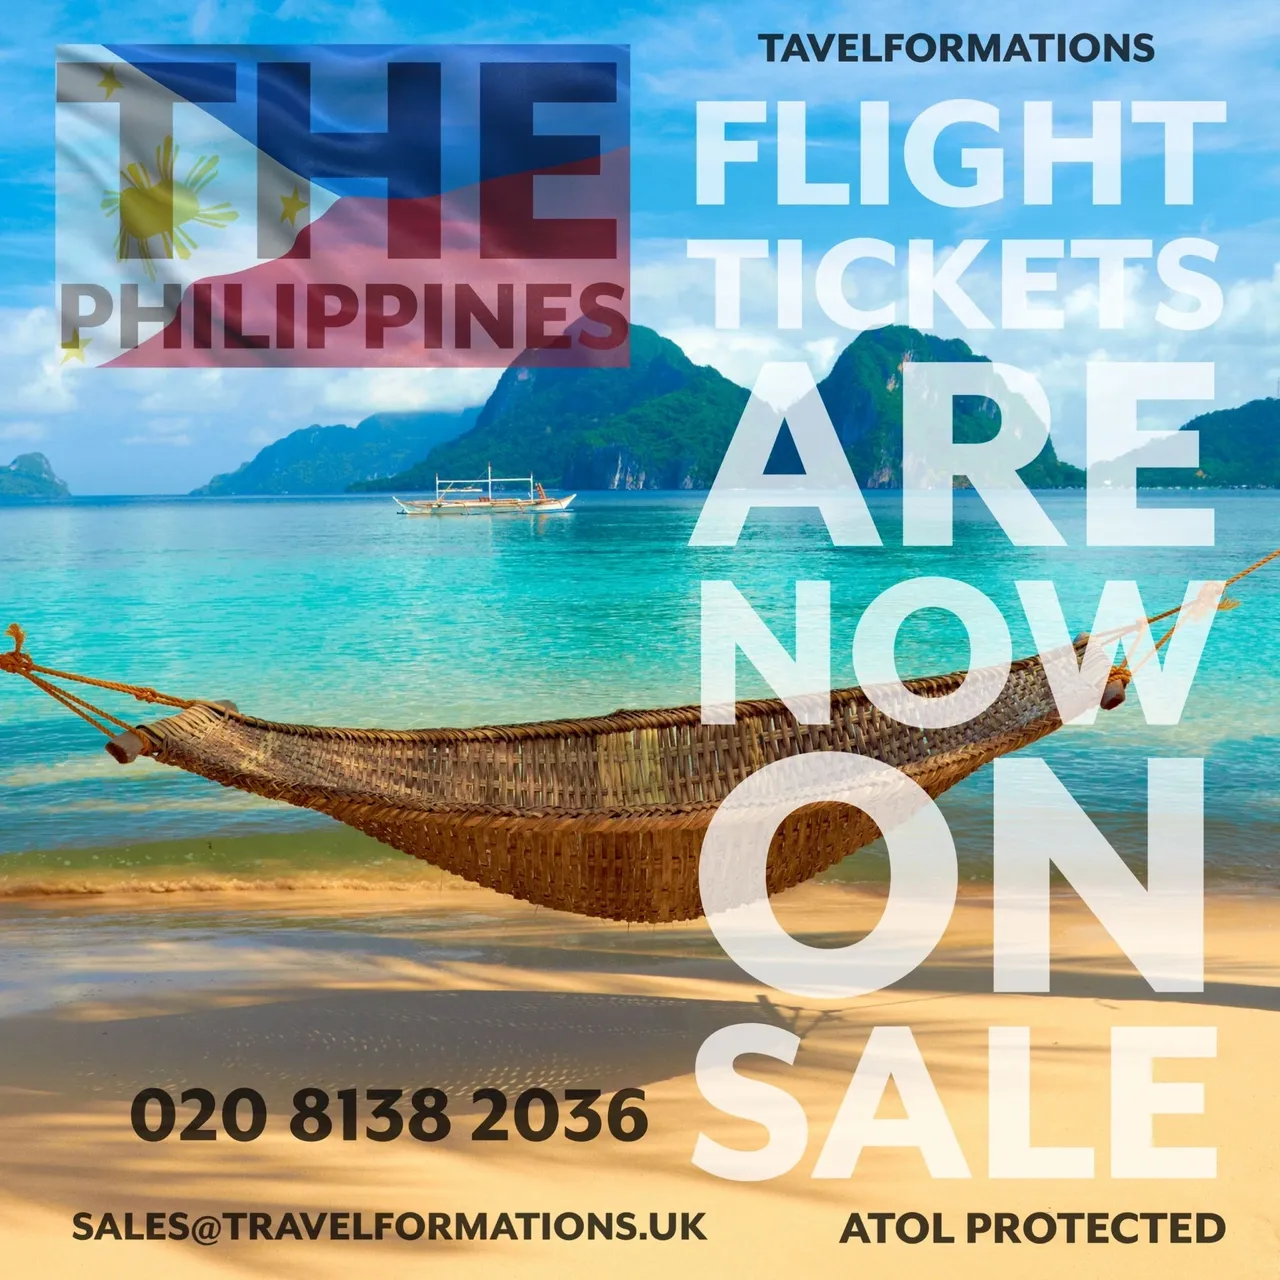 THE
PHILIPPINES
TAVELFORMATIONS
FLIGHT
TICKETS
ARE
NOW
ON
SALE
020 8138 2036
SALES@TRAVELFORMATIONS.UK
ATOL PROTECTED